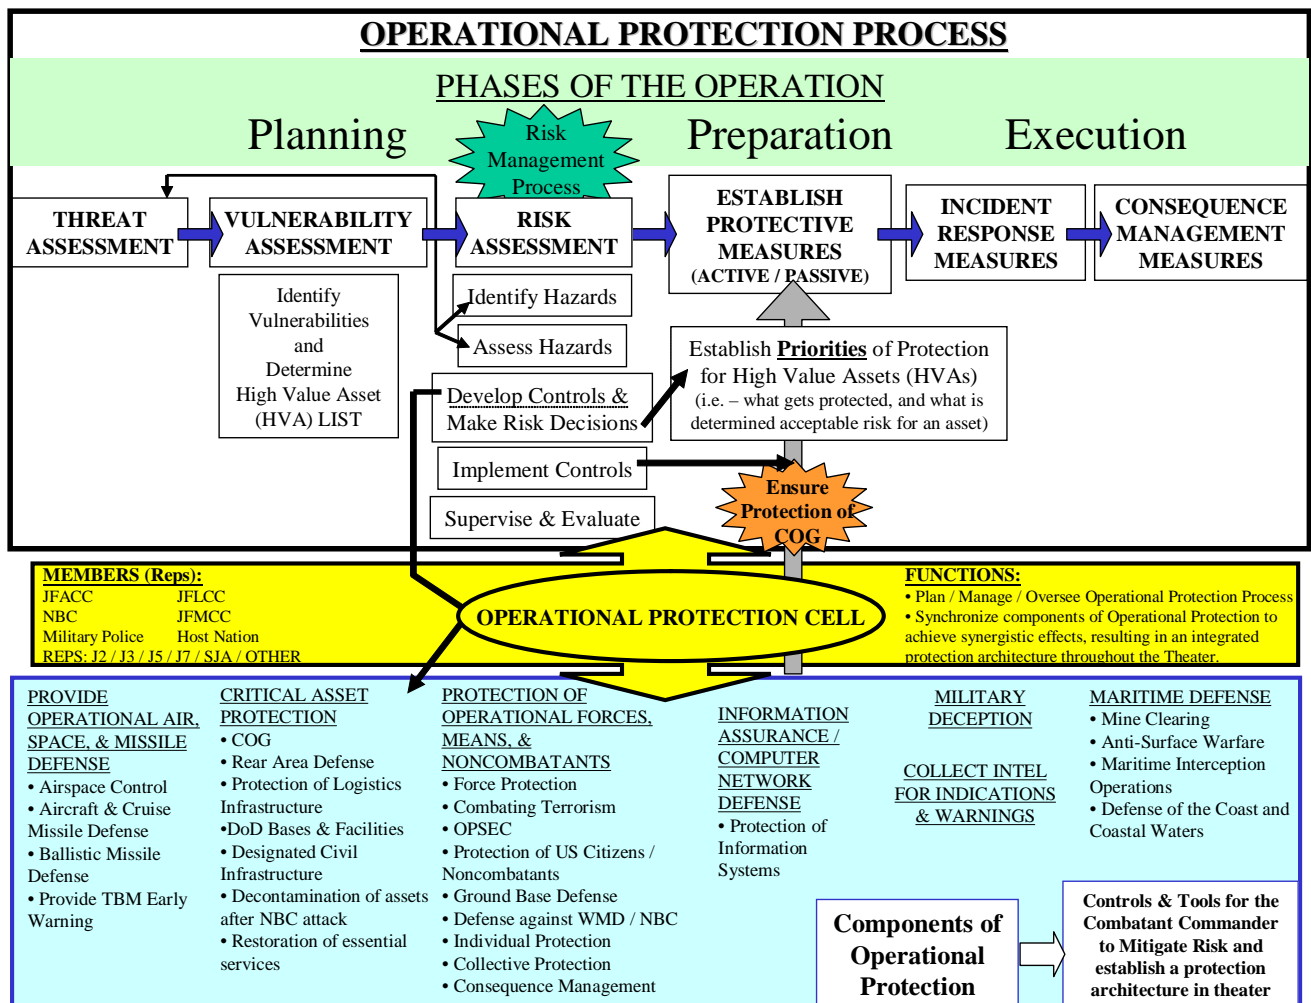 OPERATIONAL PROTECTION PROCESS
PHASES OF THE OPERATION
Planning
Risk
Management
Process
Preparation
Execution
THREAT
ASSESSMENT
VULNERABILITY
ASSESSMENT
RISK
ASSESSMENT
ESTABLISH
PROTECTIVE
MEASURES
(ACTIVE / PASSIVE)
INCIDENT
RESPONSE
MEASURES
CONSEQUENCE
MANAGEMENT
MEASURES
Identify
Vulnerabilities
and
Determine
High Value Asset
(HVA) LIST
Identify Hazards
Assess Hazards
Develop Controls &
Make Risk Decisions
Implement Controls
Supervise & Evaluate
Establish Priorities of Protection
for High Value Assets (HVAs)
(i.e. – what gets protected, and what is
determined acceptable risk for an asset)
Ensure
Protection of
COG
MEMBERS (Reps):
JFACC JFLCC
NBC JFMCC
Military Police Host Nation
REPS: J2 / J3 / J5 / J7 / SJA / OTHER
OPERATIONAL PROTECTION CELL
FUNCTIONS:
• Plan / Manage / Oversee Operational Protection Process
• Synchronize components of Operational Protection to
achieve synergistic effects, resulting in an integrated
protection architecture throughout the Theater.
PROVIDE
OPERATIONAL AIR,
SPACE, & MISSILE
DEFENSE
• Airspace Control
• Aircraft & Cruise
Missile Defense
• Ballistic Missile
Defense
• Provide TBM Early
Warning
CRITICAL ASSET
PROTECTION
• COG
• Rear Area Defense
• Protection of Logistics
Infrastructure
•DoD Bases & Facilities
• Designated Civil
Infrastructure
• Decontamination of assets
after NBC attack
• Restoration of essential
services
PROTECTION OF
OPERATIONAL FORCES,
MEANS, &
NONCOMBATANTS
• Force Protection
• Combating Terrorism
• OPSEC
• Protection of US Citizens /
Noncombatants
• Ground Base Defense
• Defense against WMD / NBC
• Individual Protection
• Collective Protection
• Consequence Management
INFORMATION
ASSURANCE /
COMPUTER
NETWORK
DEFENSE
• Protection of
Information
Systems
MILITARY
DECEPTION
COLLECT INTEL
FOR INDICATIONS
& WARNINGS
MARITIME DEFENSE
• Mine Clearing
• Anti-Surface Warfare
• Maritime Interception
Operations
• Defense of the Coast and
Coastal Waters
Components of
Operational
Protection
Controls & Tools for the
Combatant Commander
to Mitigate Risk and
establish a protection
architecture in theater